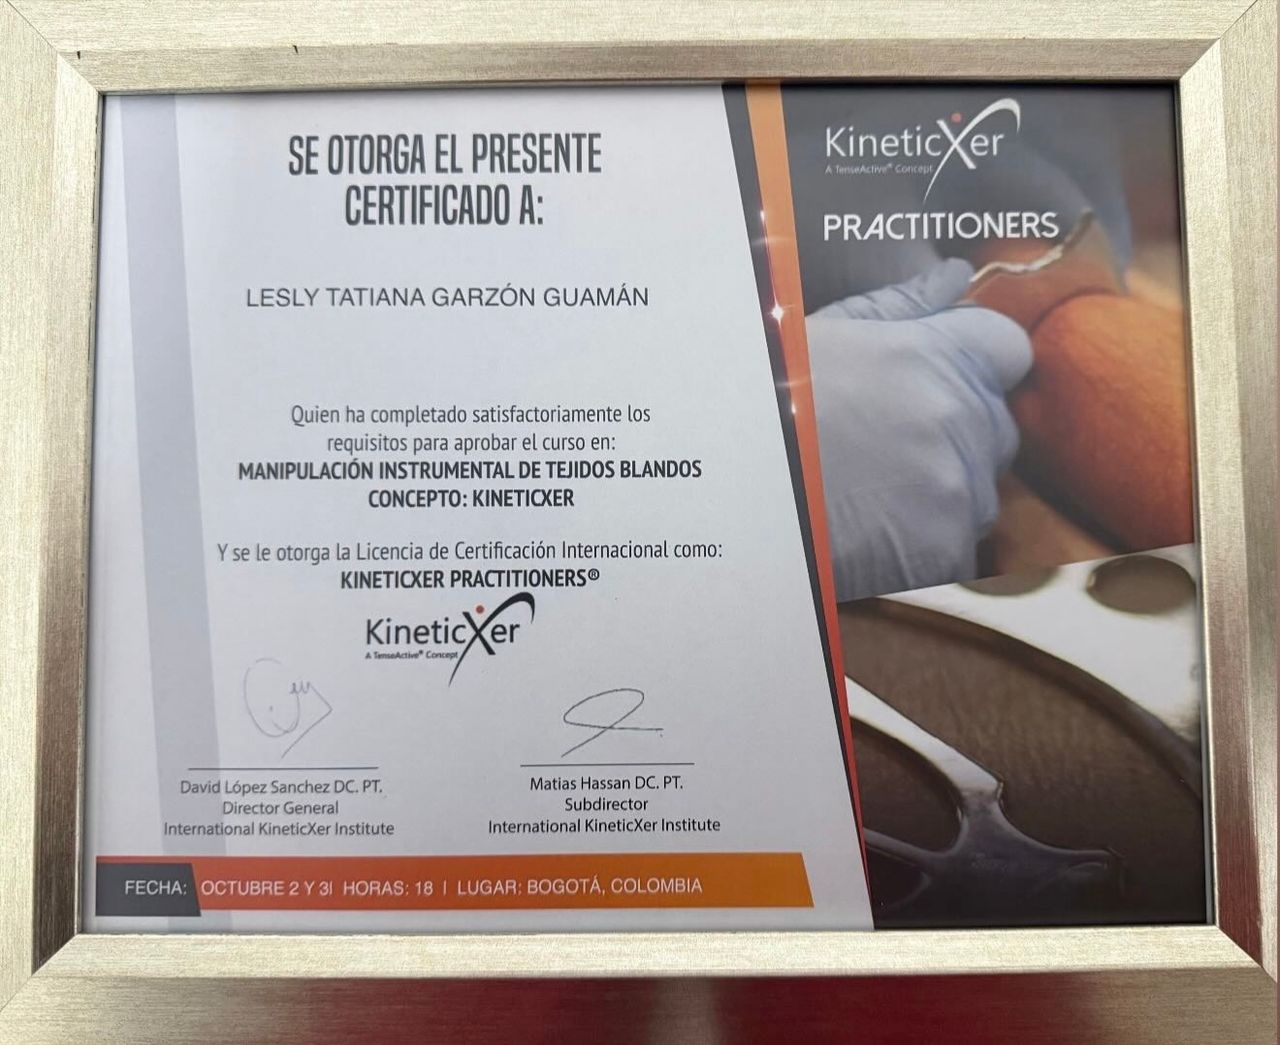 SE OTORGA EL PRESENTE
CERTIFICADO A:
LESLY TATIANA GARZÓN GUAMÁN
Quien ha completado satisfactoriamente los
requisitos para aprobar el curso en:
MANIPULACIÓN INSTRUMENTAL DE TEJIDOS BLANDOS
CONCEPTO: KINETICXER
Y se le otorga la Licencia de Certificación Internacional como:
KINETICXER PRACTITIONERS®
KineticXer
A TenseActive® Concept
David López Sanchez DC. PT.
Director General
International KineticXer Institute
Matias Hassan DC. PT.
Subdirector
International KineticXer Institute
FECHA: OCTUBRE 2 Y 3| HORAS: 18 | LUGAR: BOGOTÁ, COLOMBIA
KineticXer
A TenseActive® Concept
PRACTITIONERS